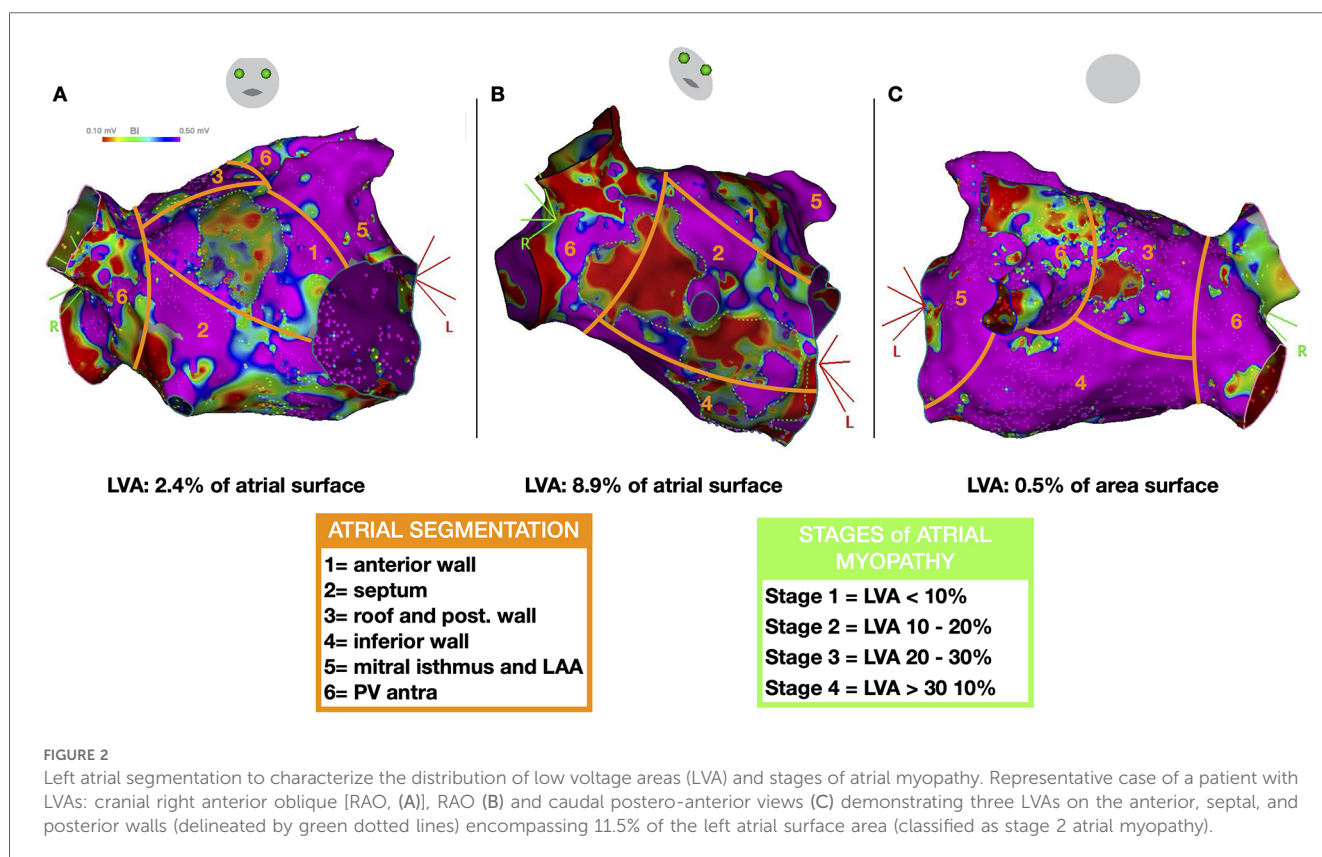 A
B
C
0.10 mV
Bi
0.50 mV
6
3
1
5
6
2
R
L
1
5
6
2
4
R
L
6
3
5
6
4
L
R
LVA: 2.4% of atrial surface
LVA: 8.9% of atrial surface
LVA: 0.5% of area surface
ATRIAL SEGMENTATION
1= anterior wall
2= septum
3= roof and post. wall
4= inferior wall
5= mitral isthmus and LAA
6= PV antra
STAGES of ATRIAL
MYOPATHY
Stage 1 = LVA < 10%
Stage 2 = LVA 10 - 20%
Stage 3 = LVA 20 - 30%
Stage 4 = LVA > 30 10%
FIGURE 2
Left atrial segmentation to characterize the distribution of low voltage areas (LVA) and stages of atrial myopathy. Representative case of a patient with
LVAs: cranial right anterior oblique [RAO, (A)], RAO (B) and caudal postero-anterior views (C) demonstrating three LVAs on the anterior, septal, and
posterior walls (delineated by green dotted lines) encompassing 11.5% of the left atrial surface area (classified as stage 2 atrial myopathy).